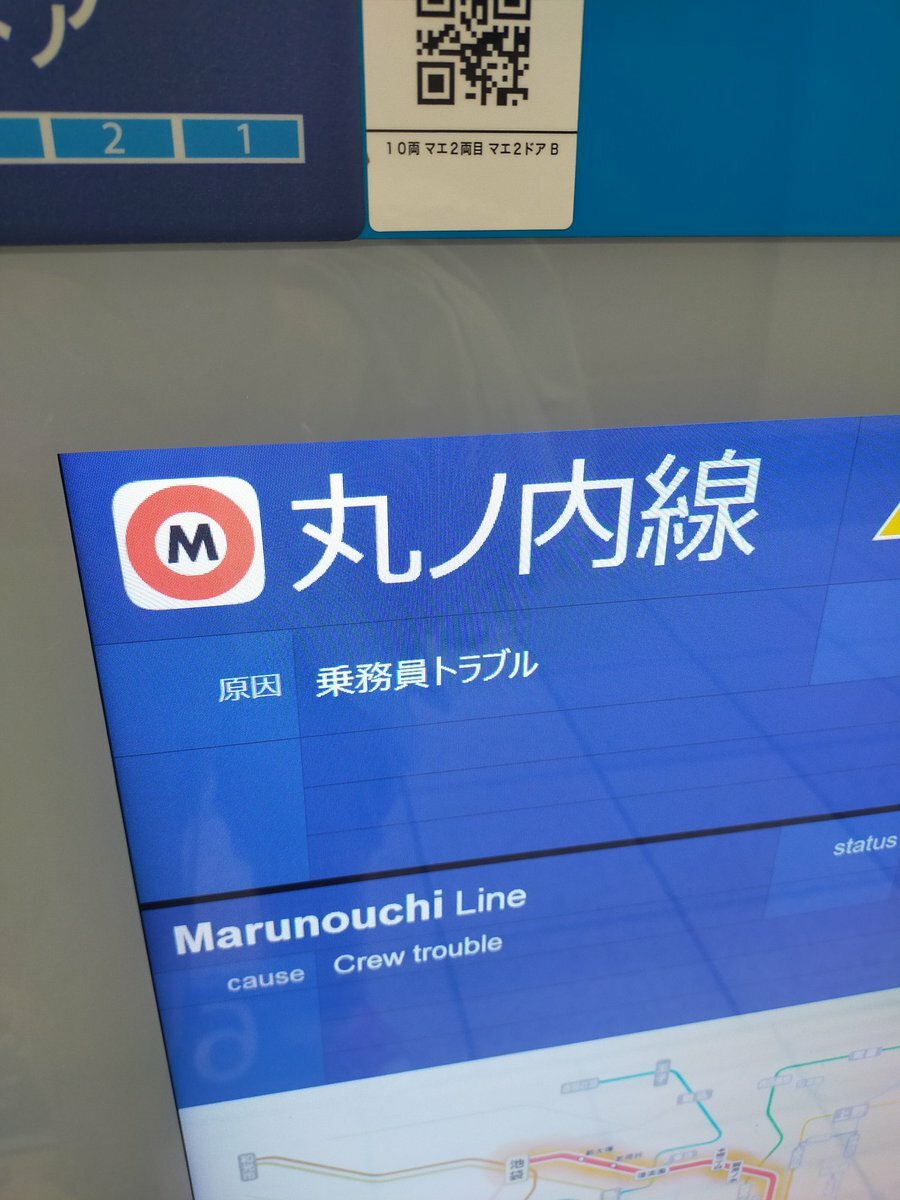 2 1
10両 マエ2両目 マエ2ドア B
M 丸ノ内線
原因 乗務員トラブル
status
Marunouchi Line
cause Crew trouble
池袋